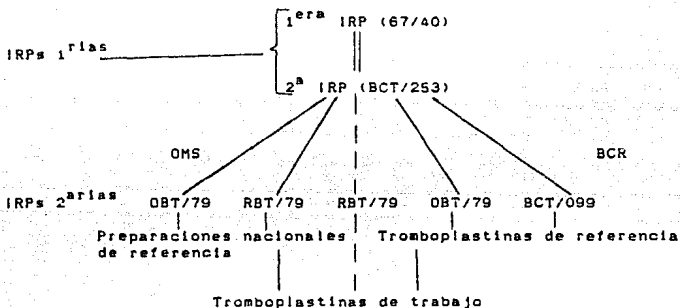 1era IRP (67/40)
IRPs 1rias
2a IRP (BCT/253)
OMS BCR
IRPs 2arias OBT/79 RBT/79 RBT/79 OBT/79 BCT/099
Preparaciones nacionales Tromboplastinas de referencia
de referencia
Tromboplastinas de trabajo